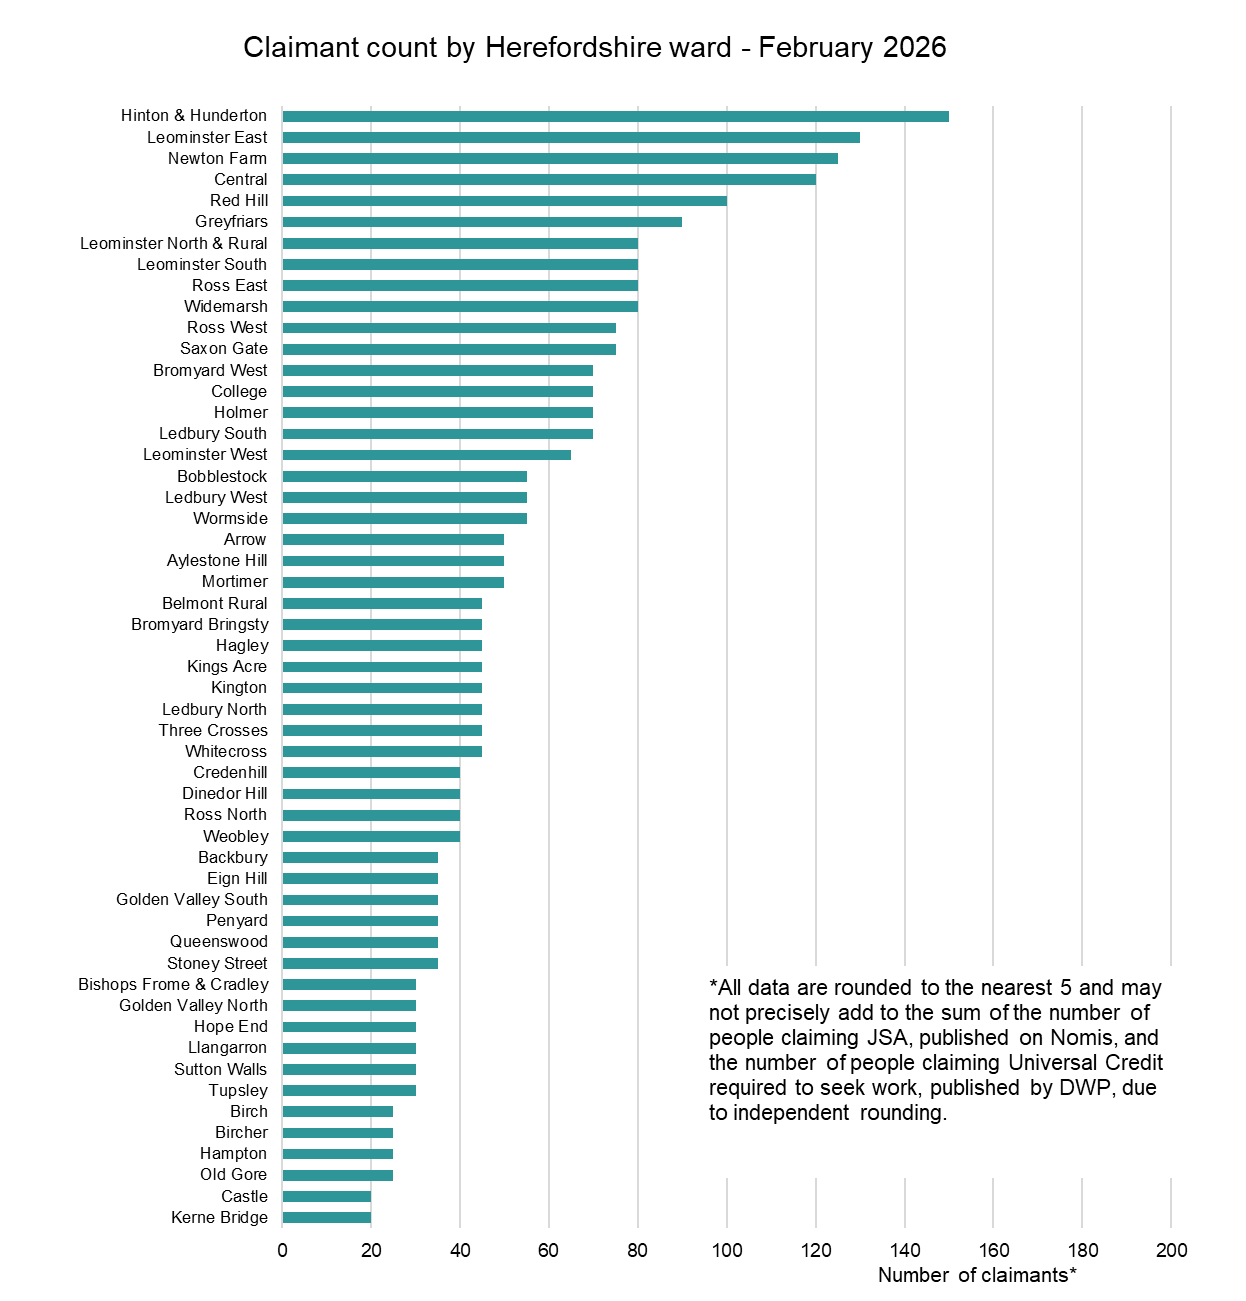 Claimant count by Herefordshire ward - February 2026
Hinton & Hunderton
Leominster East
Newton Farm
Central
Red Hill
Greyfriars
Leominster North & Rural
Leominster South
Ross East
Widemarsh
Ross West
Saxon Gate
Bromyard West
College
Holmer
Ledbury South
Leominster West
Bobblestock
Ledbury West
Wormside
Arrow
Aylestone Hill
Mortimer
Belmont Rural
Bromyard Bringsty
Hagley
Kings Acre
Kington
Ledbury North
Three Crosses
Whitecross
Credenhill
Dinedor Hill
Ross North
Weobley
Backbury
Eign Hill
Golden Valley South
Penyard
Queenswood
Stoney Street
Bishops Frome & Cradley
Golden Valley North
Hope End
Llangarron
Sutton Walls
Tupsley
Birch
Bircher
Hampton
Old Gore
Castle
Kerne Bridge
*All data are rounded to the nearest 5 and may
not precisely add to the sum of the number of
people claiming JSA, published on Nomis, and
the number of people claiming Universal Credit
required to seek work, published by DWP, due
to independent rounding.
0 20 40 60 80 100 120 140 160 180 200
Number of claimants*